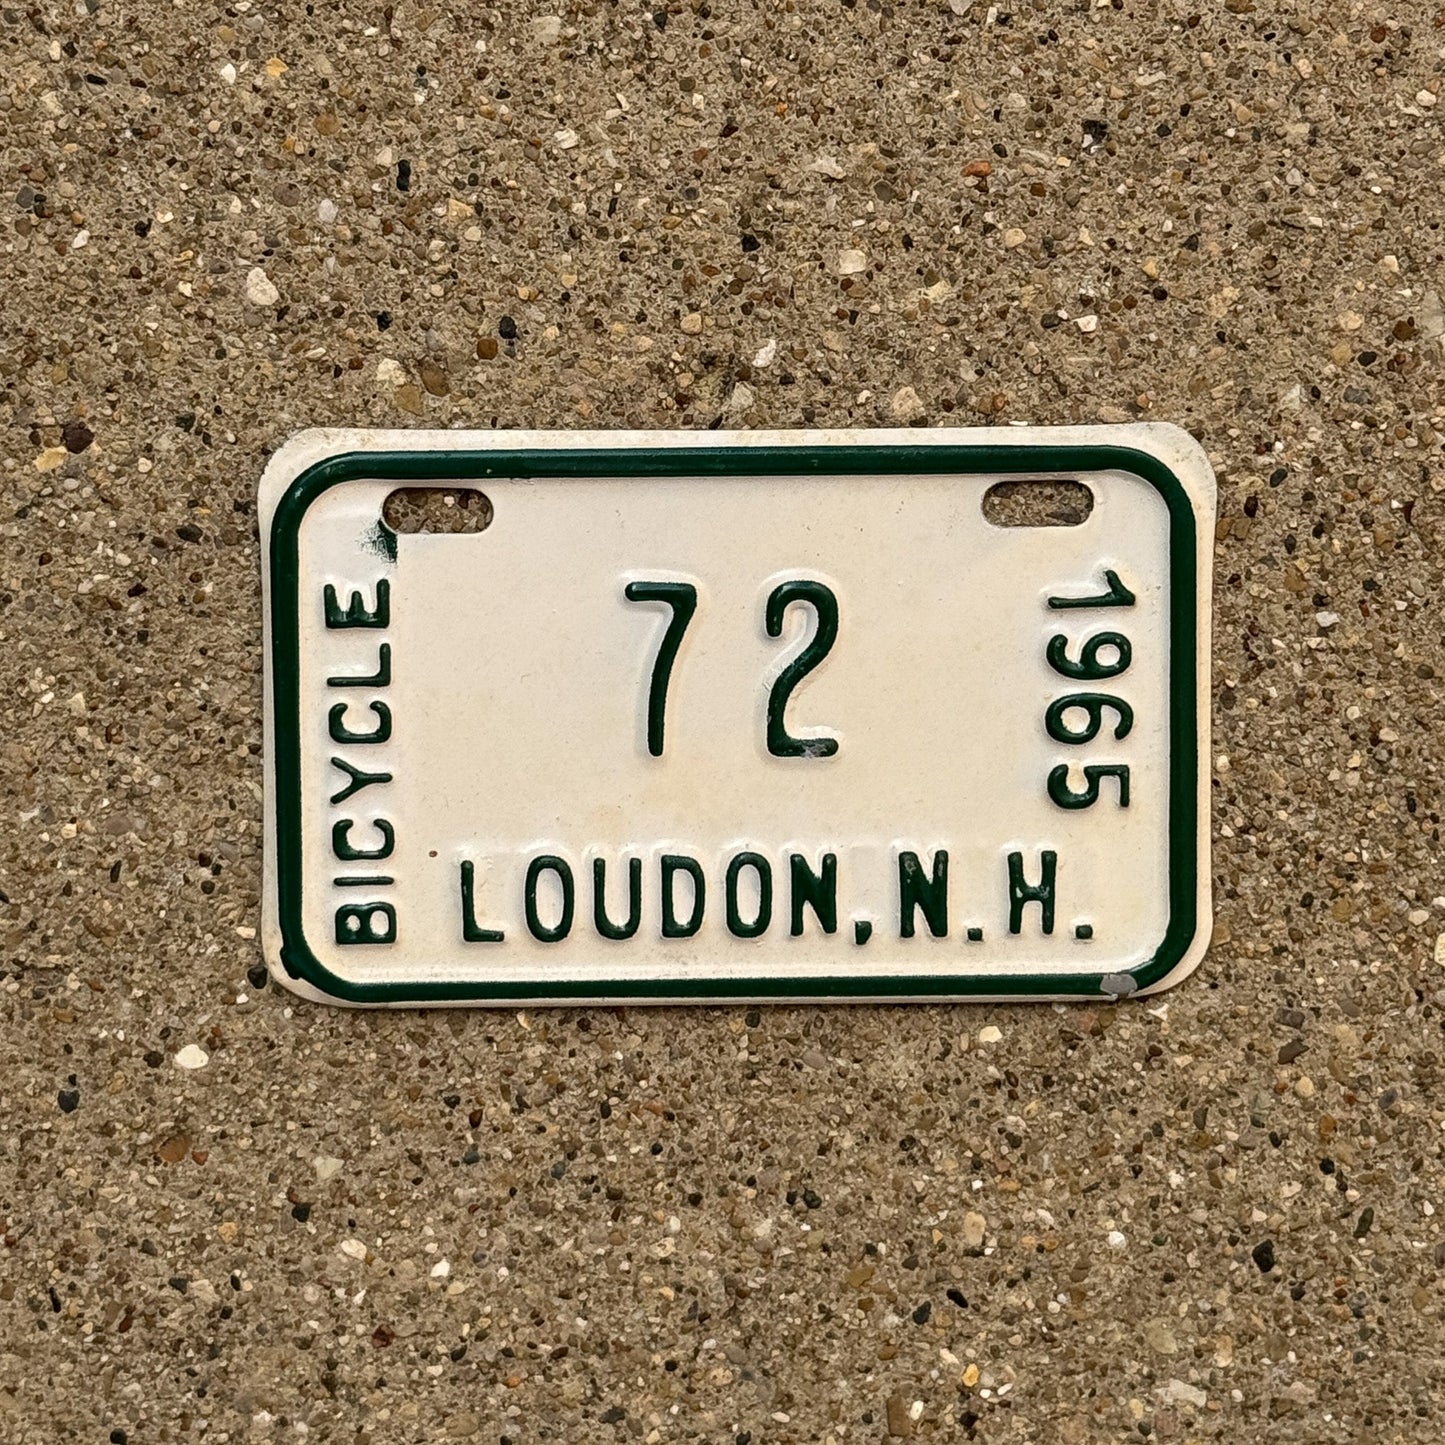 BICYCLE
72
1965
LOUDON, N.H.